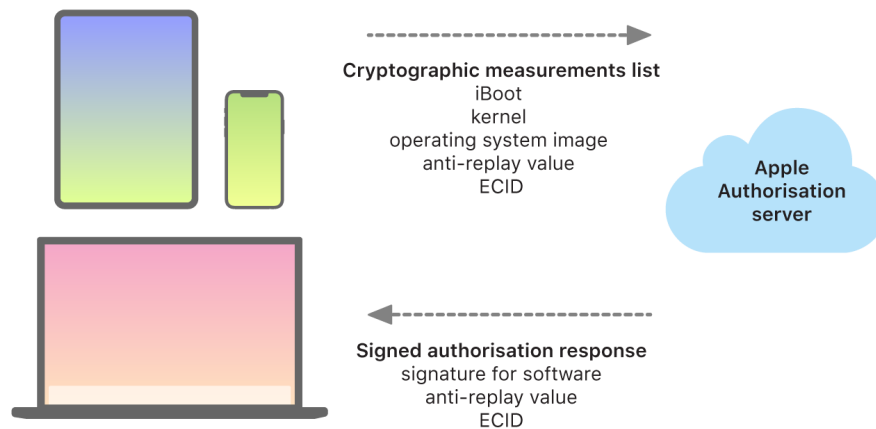 Cryptographic measurements list
iBoot
kernel
operating system image
anti-replay value
ECID
Apple
Authorisation
server
Signed authorisation response
signature for software
anti-replay value
ECID